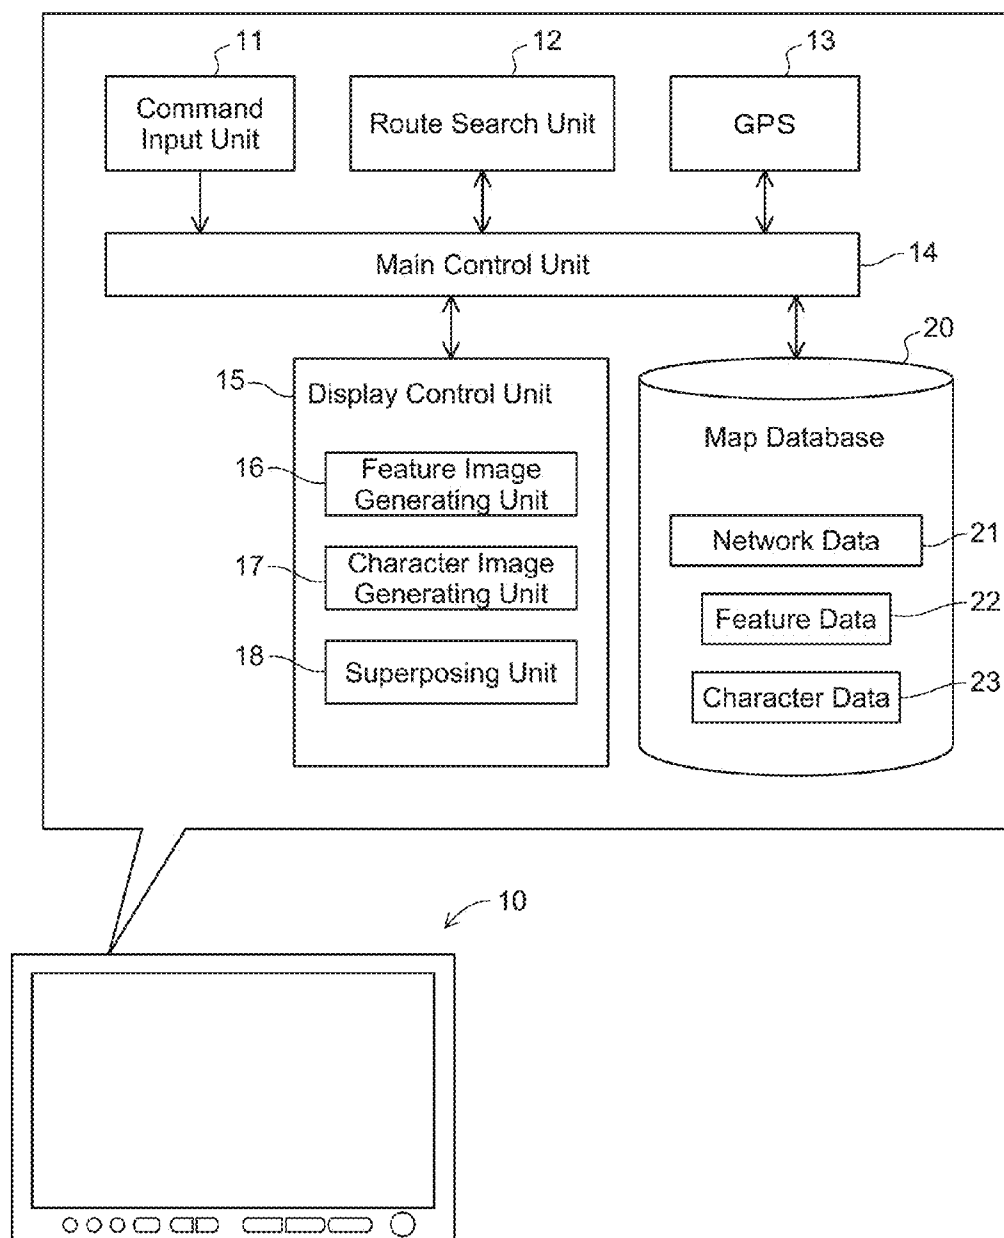 11
12
13
Command
Input Unit
Route Search Unit
GPS
Main Control Unit
14
15
Display Control Unit
16
Feature Image
Generating Unit
17
Character Image
Generating Unit
18
Superposing Unit
20
Map Database
Network Data
21
Feature Data
22
Character Data
23
10